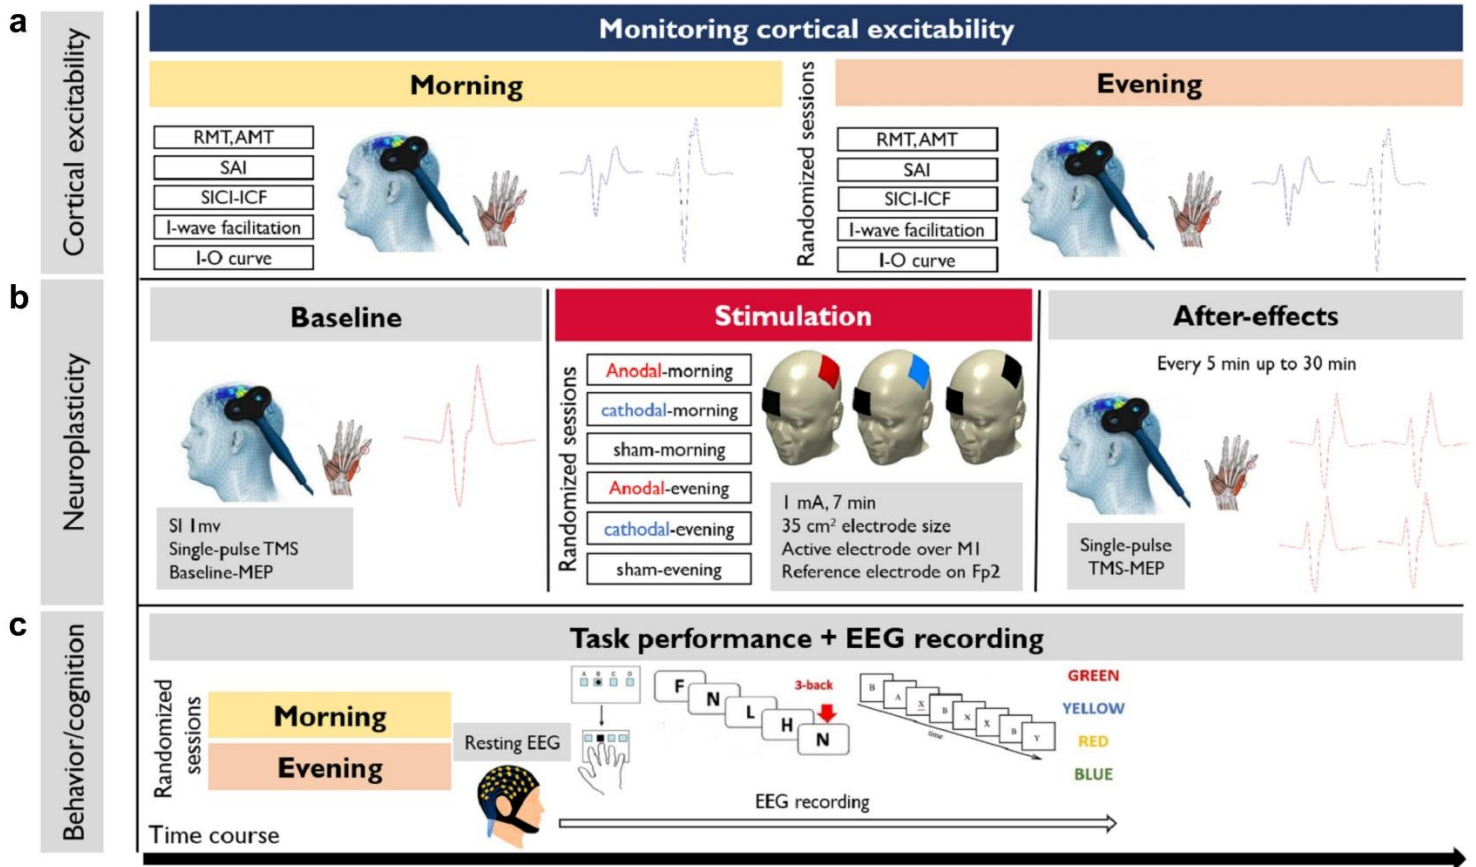 a
Cortical excitability
Monitoring cortical excitability
Morning
RMT, AMT
SAI
SICI-ICF
I-wave facilitation
I-O curve
Randomized sessions
Evening
RMT, AMT
SAI
SICI-ICF
I-wave facilitation
I-O curve
b
Neuroplasticity
Baseline
SI 1mv
Single-pulse TMS
Baseline-MEP
Stimulation
Randomized sessions
Anodal-morning
cathodal-morning
sham-morning
Anodal-evening
cathodal-evening
sham-evening
1 mA, 7 min
35 cm² electrode size
Active electrode over M1
Reference electrode on Fp2
After-effects
Every 5 min up to 30 min
Single-pulse
TMS-MEP
c
Behavior/cognition
Task performance + EEG recording
Randomized
sessions
Morning
Evening
Resting EEG
A B C D
F
N
L
H
N
3-back
B
A
X
B
X
X
B
Y
time
GREEN
YELLOW
RED
BLUE
EEG recording
Time course